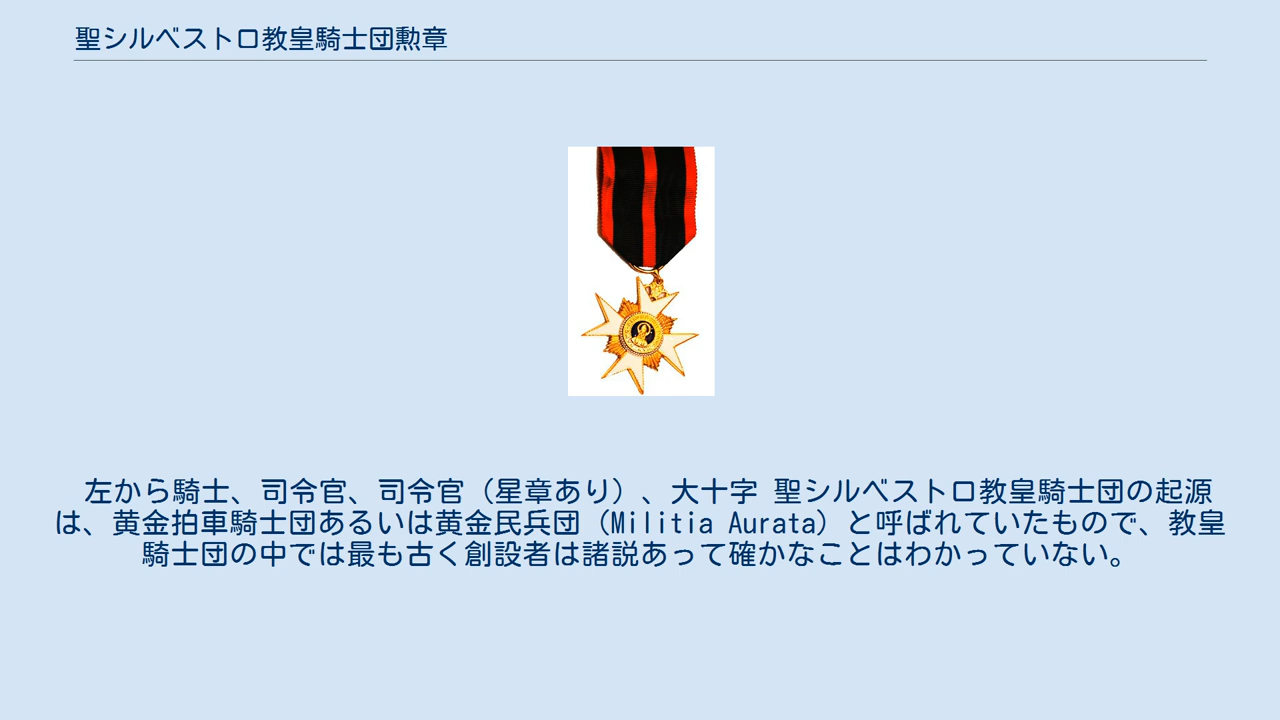 聖シルベストロ教皇騎士団勲章
左から騎士、司令官、司令官（星章あり）、大十字 聖シルベストロ教皇騎士団の起源
は、黄金拍車騎士団あるいは黄金民兵団（Militia Aurata）と呼ばれていたもので、教皇
騎士団の中では最も古く創設者は諸説あって確かなことはわかっていない。